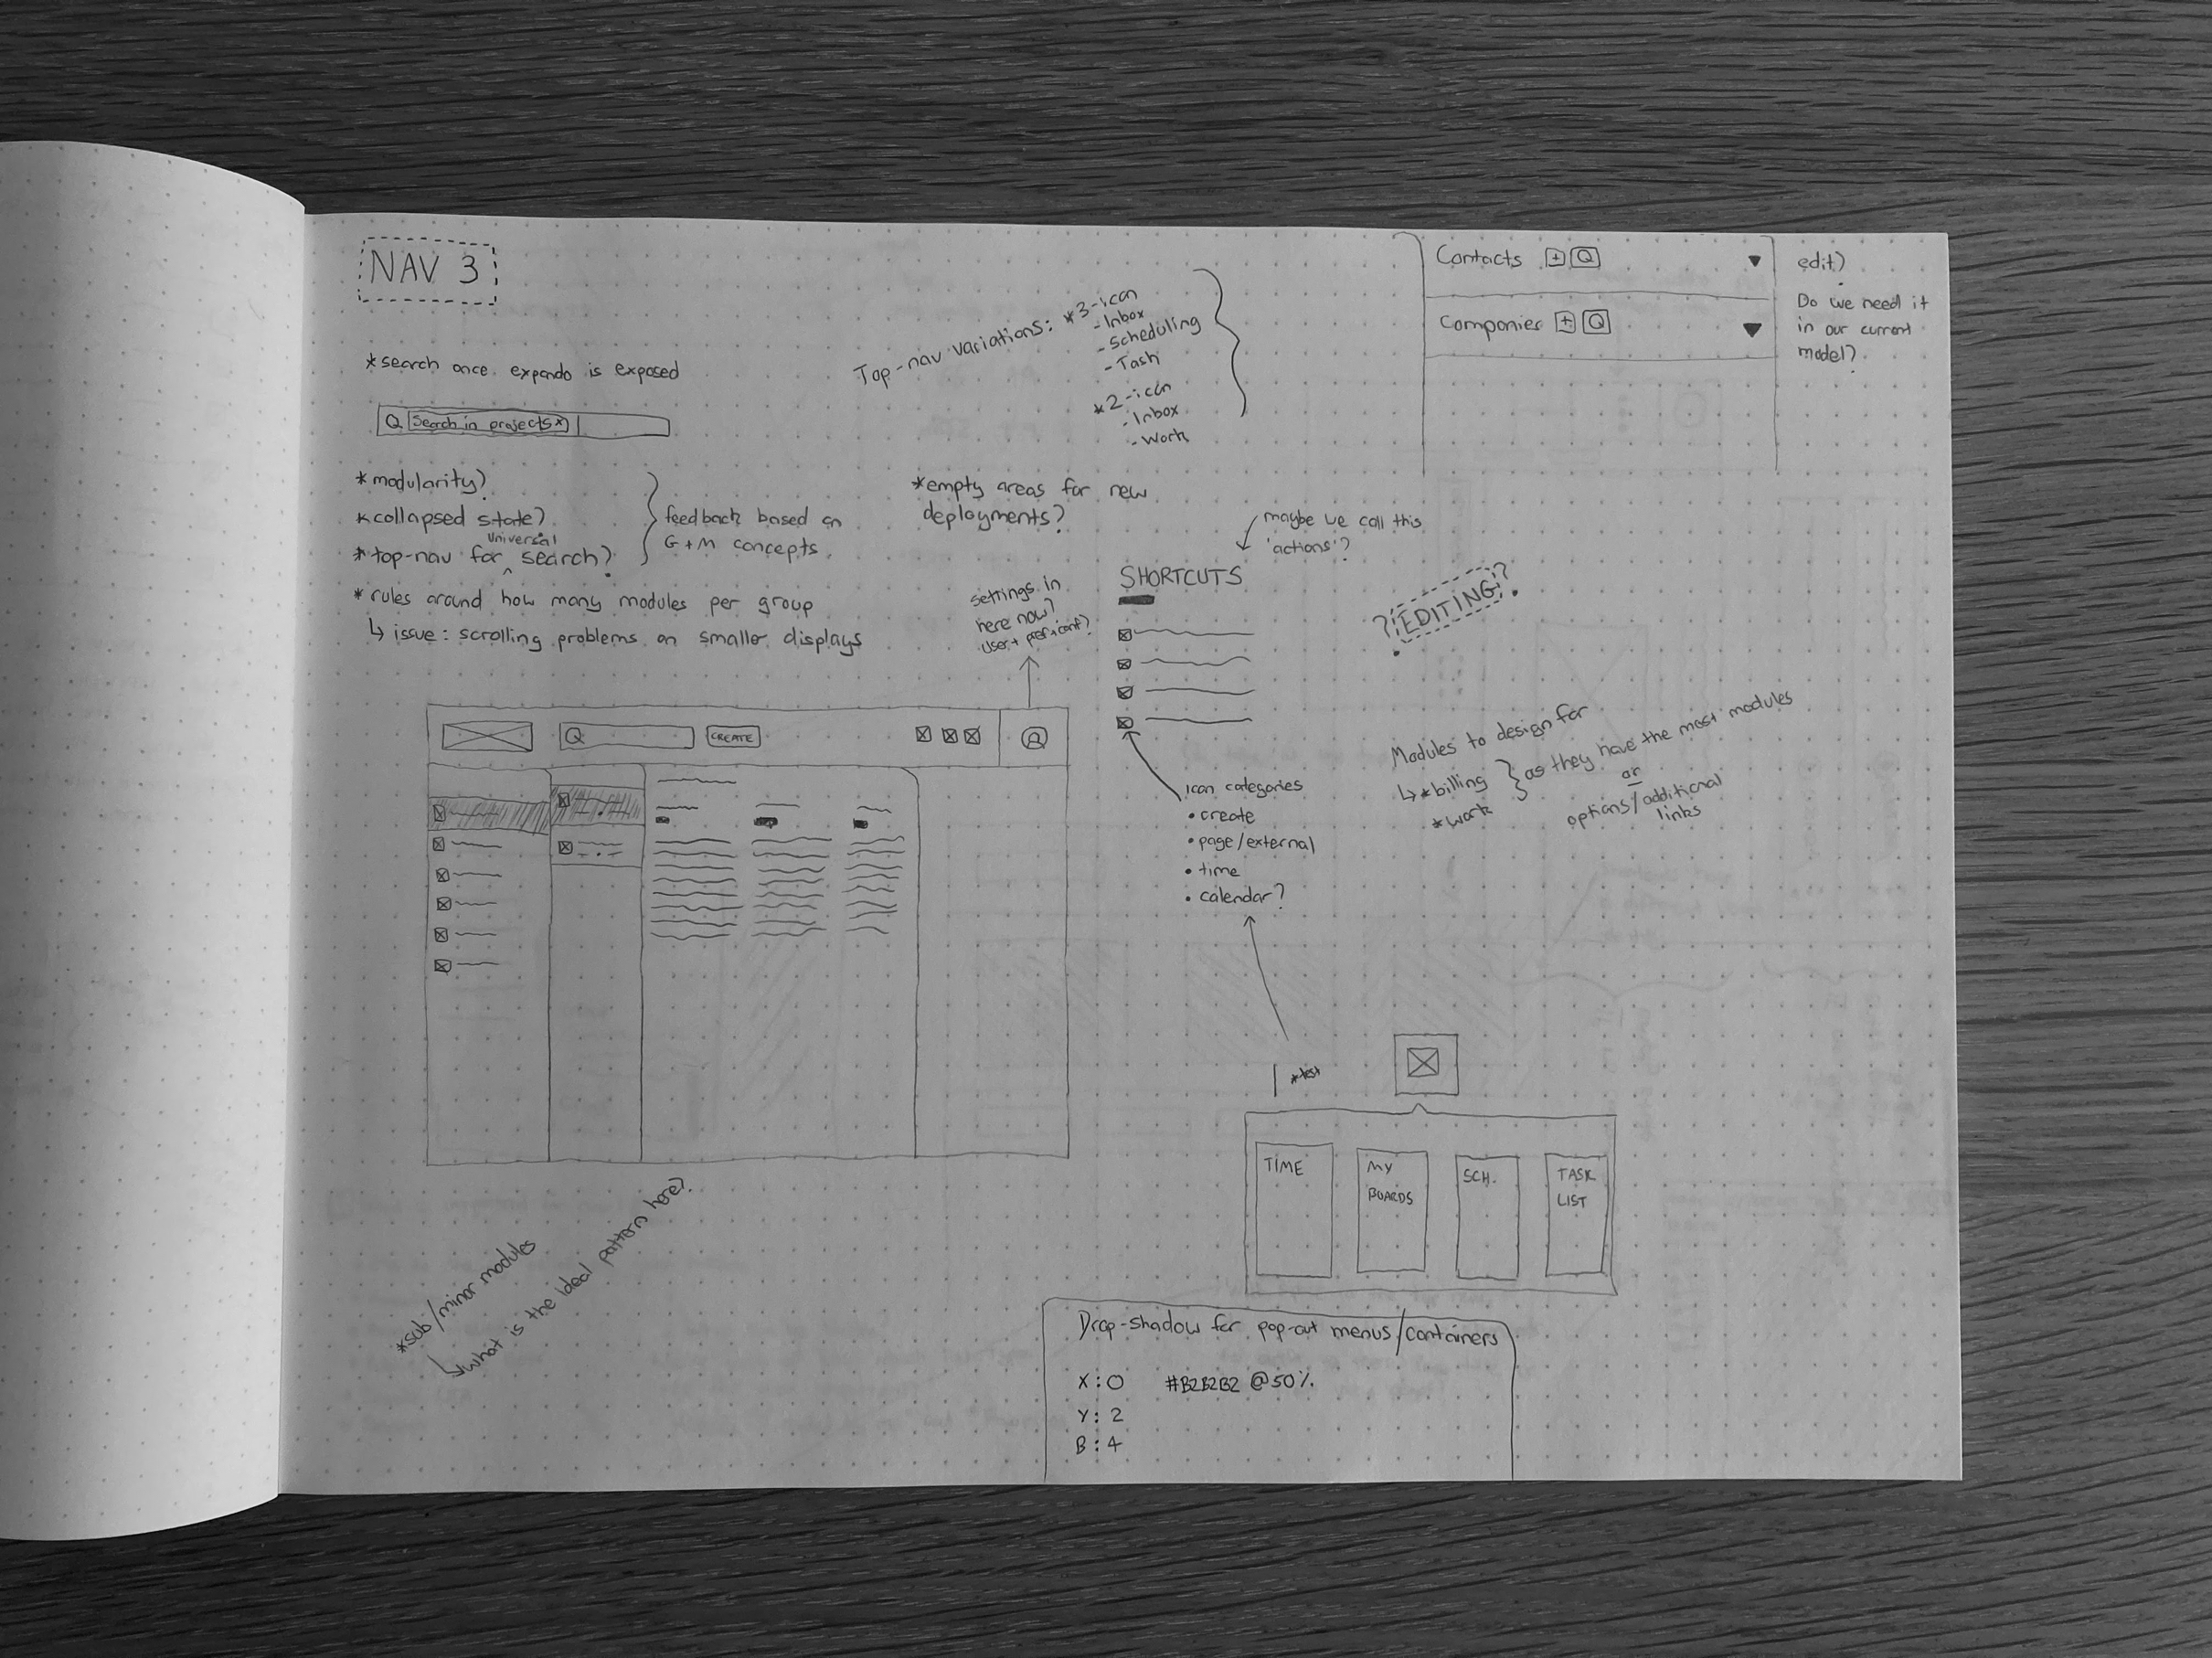 NAV 3
*search once expando is exposed
Q Search in projects x
*modularity?
*collapsed state?
universal
*top-nav for ^ search?
feedback based on
G+M concepts.
* rules around how many modules per group
↳ issue: scrolling problems on smaller displays
Top-nav variations: *3-icon
-Inbox
-Scheduling
-Task
*2-icon
-Inbox
-Work
*empty areas for new
deployments?
settings in
here now?
Contacts + Q
Companies + Q
edit?
Do we need it
in our current
model?
maybe we call this
'actions'?
SHORTCUTS
?EDITING?
Modules to design for
↳ *billing
*work
as they have the most modules
or
options/additional
links
Q
CREATE
icon categories
• create
• page/external
• time
• calendar?
*test
TIME
MY
BOARDS
SCH.
TASK
LIST
*sub/minor modules
↳ what is the ideal pattern here?
Drop-shadow for pop-out menus/containers
X: 0 #B2B2B2 @50%
Y: 2
B: 4